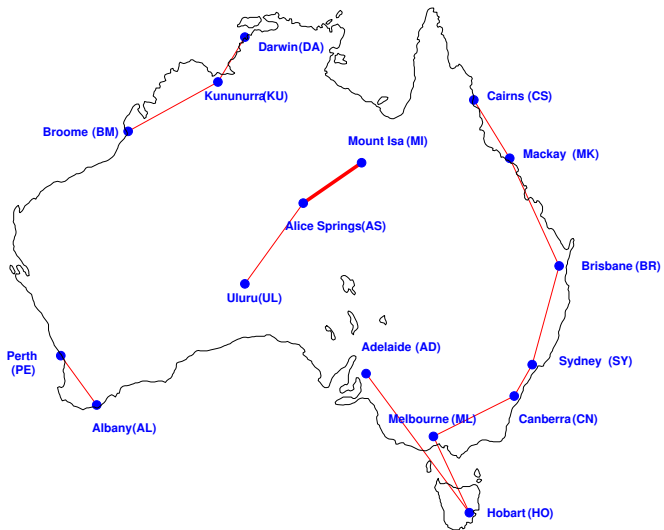 Darwin(DA)
Kununurra(KU)
Cairns (CS)
Broome (BM)
Mount Isa (MI)
Mackay (MK)
Alice Springs(AS)
Brisbane (BR)
Uluru(UL)
Adelaide (AD)
Perth
(PE)
Sydney (SY)
Melbourne (ML)
Canberra(CN)
Albany(AL)
Hobart (HO)